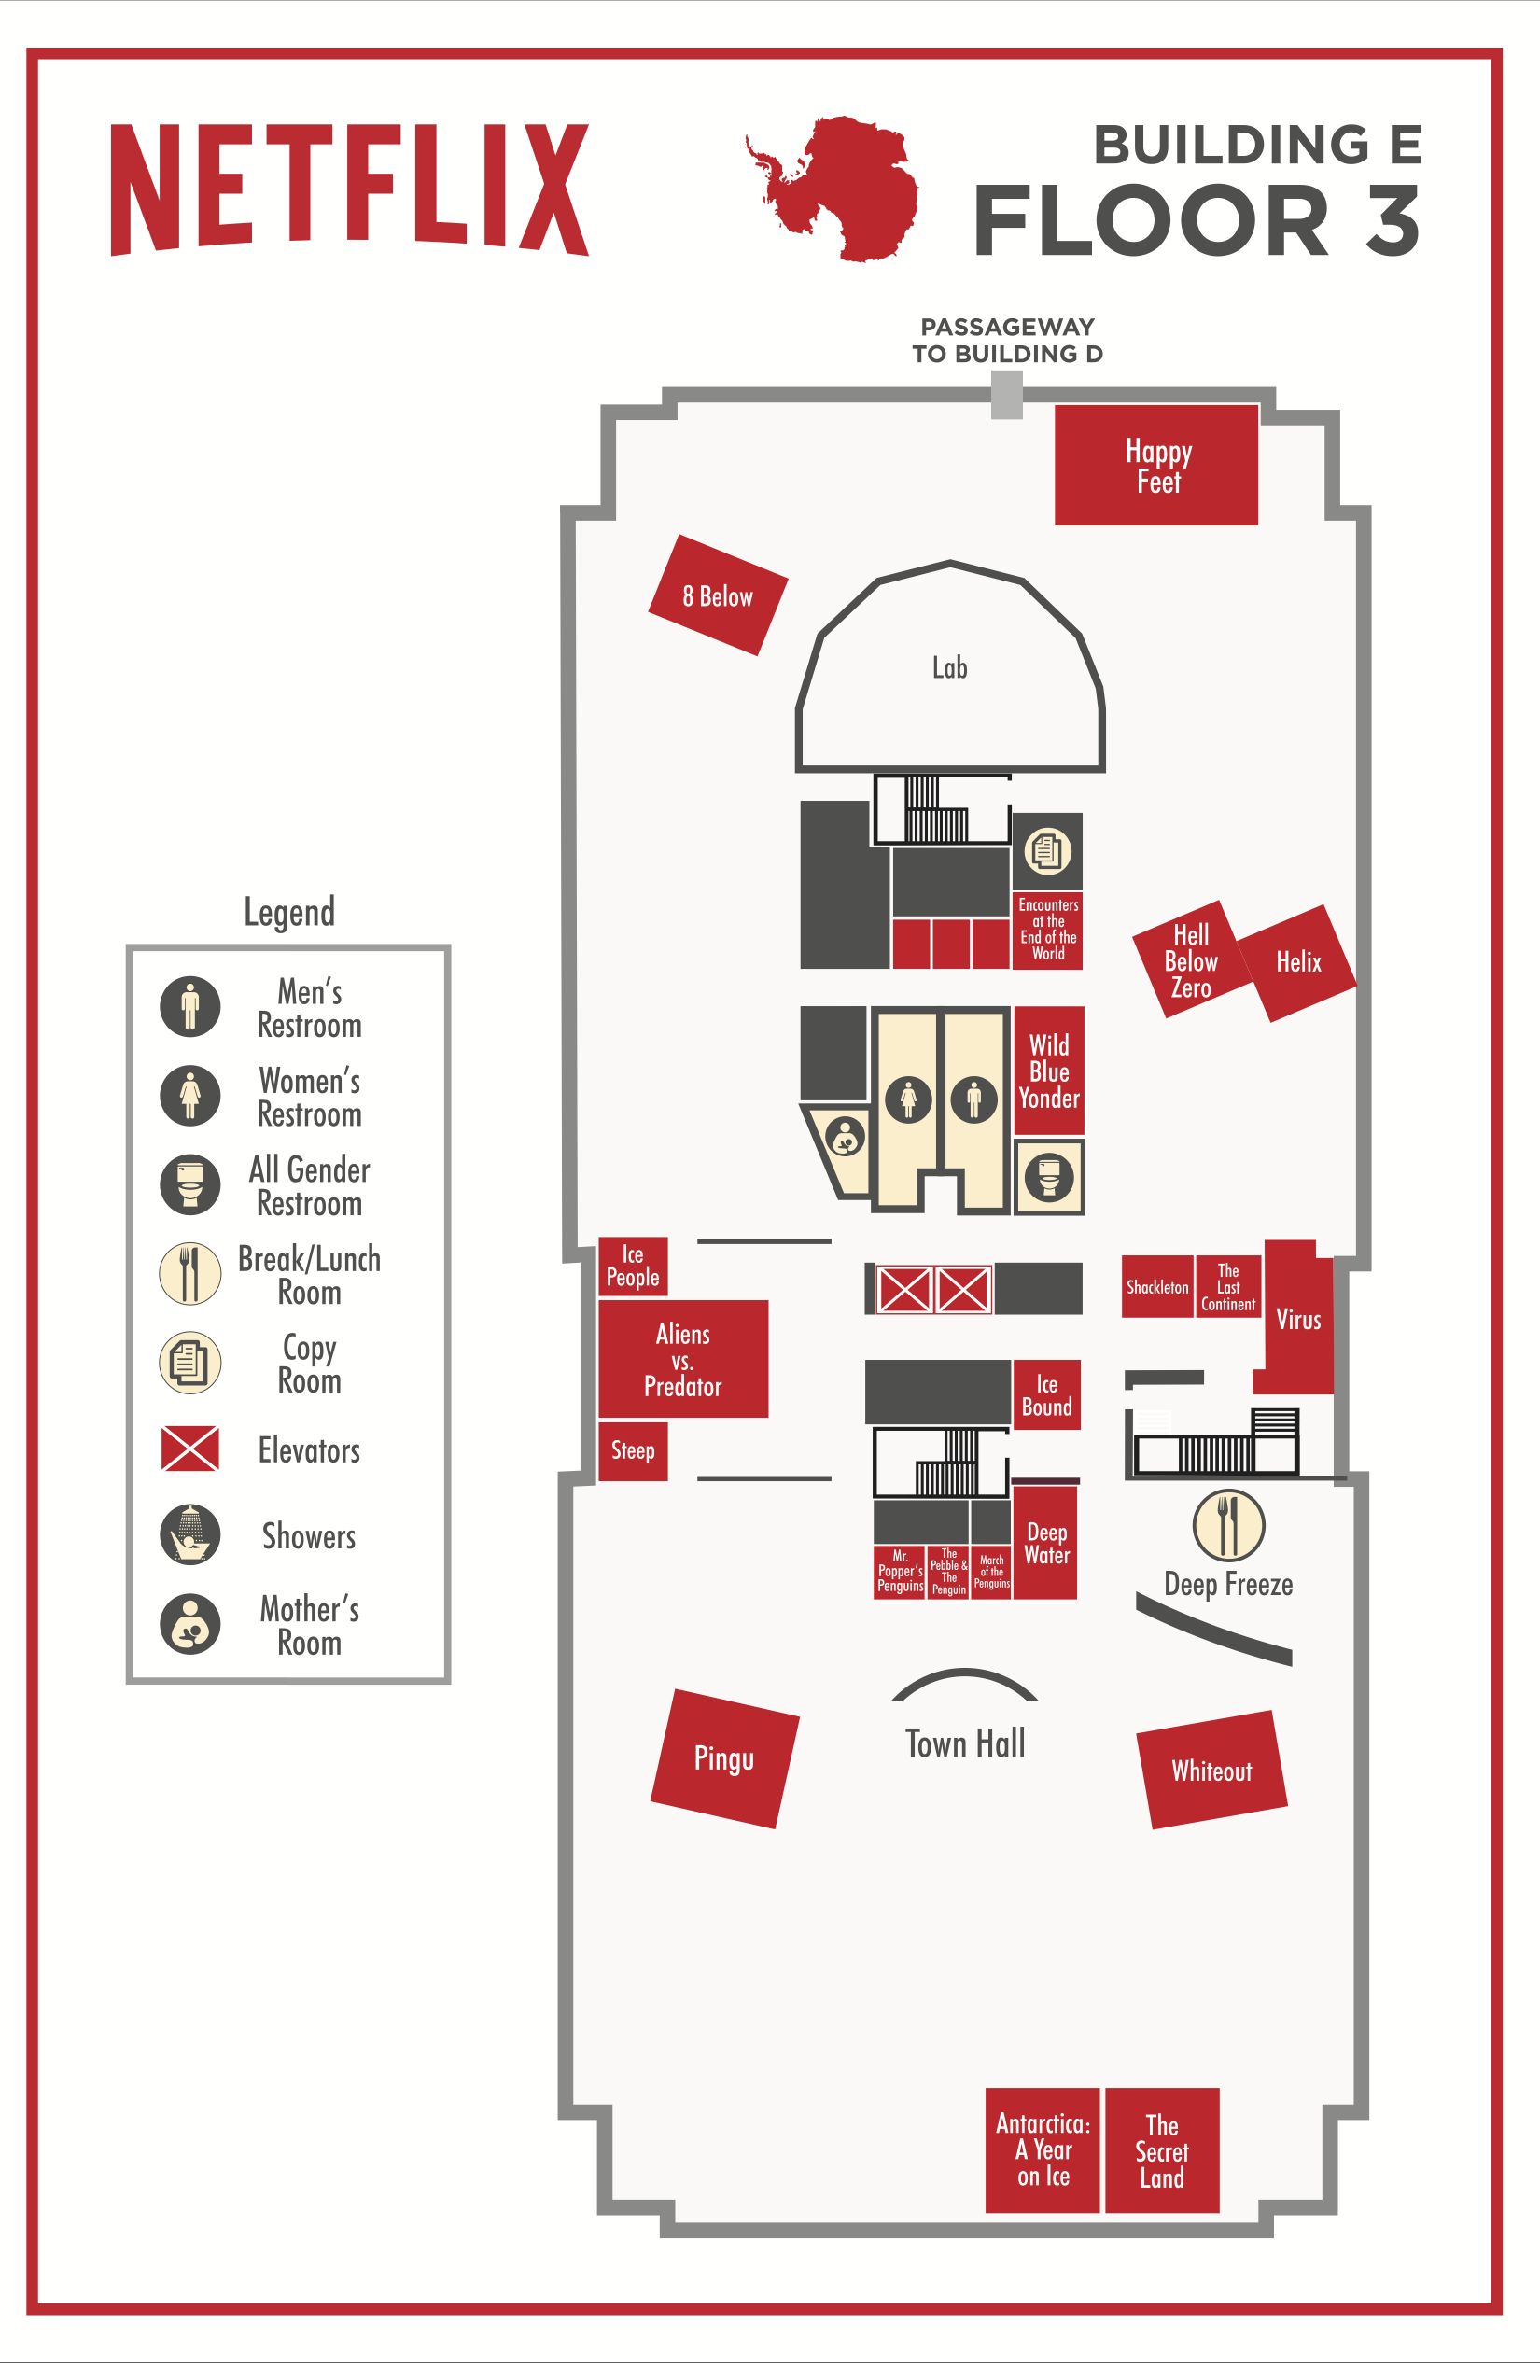 NETFLIX
BUILDING E
FLOOR 3
PASSAGEWAY
TO BUILDING D
Happy
Feet
8 Below
Lab
Encounters
at the
End of the
World
Hell
Below
Zero
Helix
Wild
Blue
Yonder
Legend
Men's
Restroom
Women's
Restroom
All Gender
Restroom
Break/Lunch
Room
Copy
Room
Elevators
Showers
Mother's
Room
Ice
People
Aliens
vs.
Predator
Steep
Shackleton
The
Last
Continent
Virus
Ice
Bound
Deep
Water
Mr.
Popper's
Penguins
The
Pebble &
The
Penguin
March
of the
Penguins
Deep Freeze
Town Hall
Pingu
Whiteout
Antarctica:
A Year
on Ice
The
Secret
Land